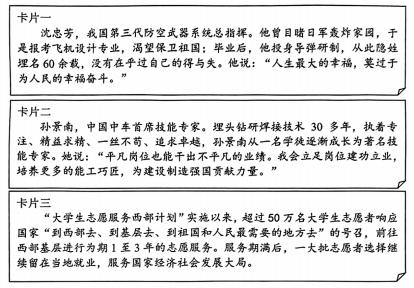 卡片一
沈忠芳，我国第三代防空武器系统总指挥。他曾目睹日军轰炸家园，于
是报考飞机设计专业，渴望保卫祖国；毕业后，他投身导弹研制，从此隐姓
埋名60余载，没有在乎过自己的得与失。他说：“人生最大的幸福，莫过于
为人民的幸福奋斗。”
卡片二
孙景南，中国中车首席技能专家。埋头钻研焊接技术 30 多年，执着专
注、精益求精、一丝不苟、追求卓越，孙景南从一名学徒逐渐成长为著名技
能专家。她说：“平凡岗位也能干出不平凡的业绩。我会立足岗位建功立业，
培养更多的能工巧匠，为建设制造强国贡献力量。”
卡片三
“大学生志愿服务西部计划”实施以来，超过 50 万名大学生志愿者响应
国家“到西部去、到基层去、到祖国和人民最需要的地方去”的号召，前往
西部基层进行为期1至3年的志愿服务。服务期满后，一大批志愿者选择继
续留在当地就业，服务国家经济社会发展大局。